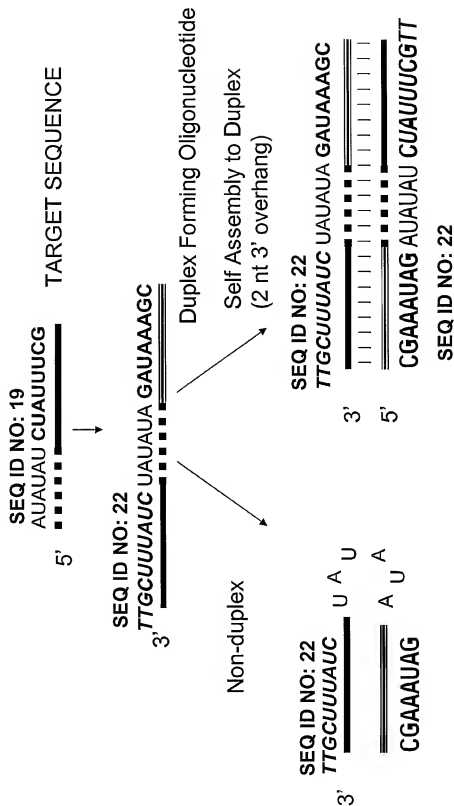 SEQ ID NO: 19
AUAUAU CUAUUUCG
5'
TARGET SEQUENCE
SEQ ID NO: 22
TTGCUUUAUC UAUAUA GAUAAAGC
3'
Duplex Forming Oligonucleotide
Non-duplex
Self Assembly to Duplex
(2 nt 3' overhang)
SEQ ID NO: 22
TTGCUUUAUC
3'
U A U
A U A
CGAAAUAG
SEQ ID NO: 22
TTGCUUUAUC UAUAUA GAUAAAGC
3'
5'
CGAAAUAG AUAUAU CUAUUUCGTT
SEQ ID NO: 22